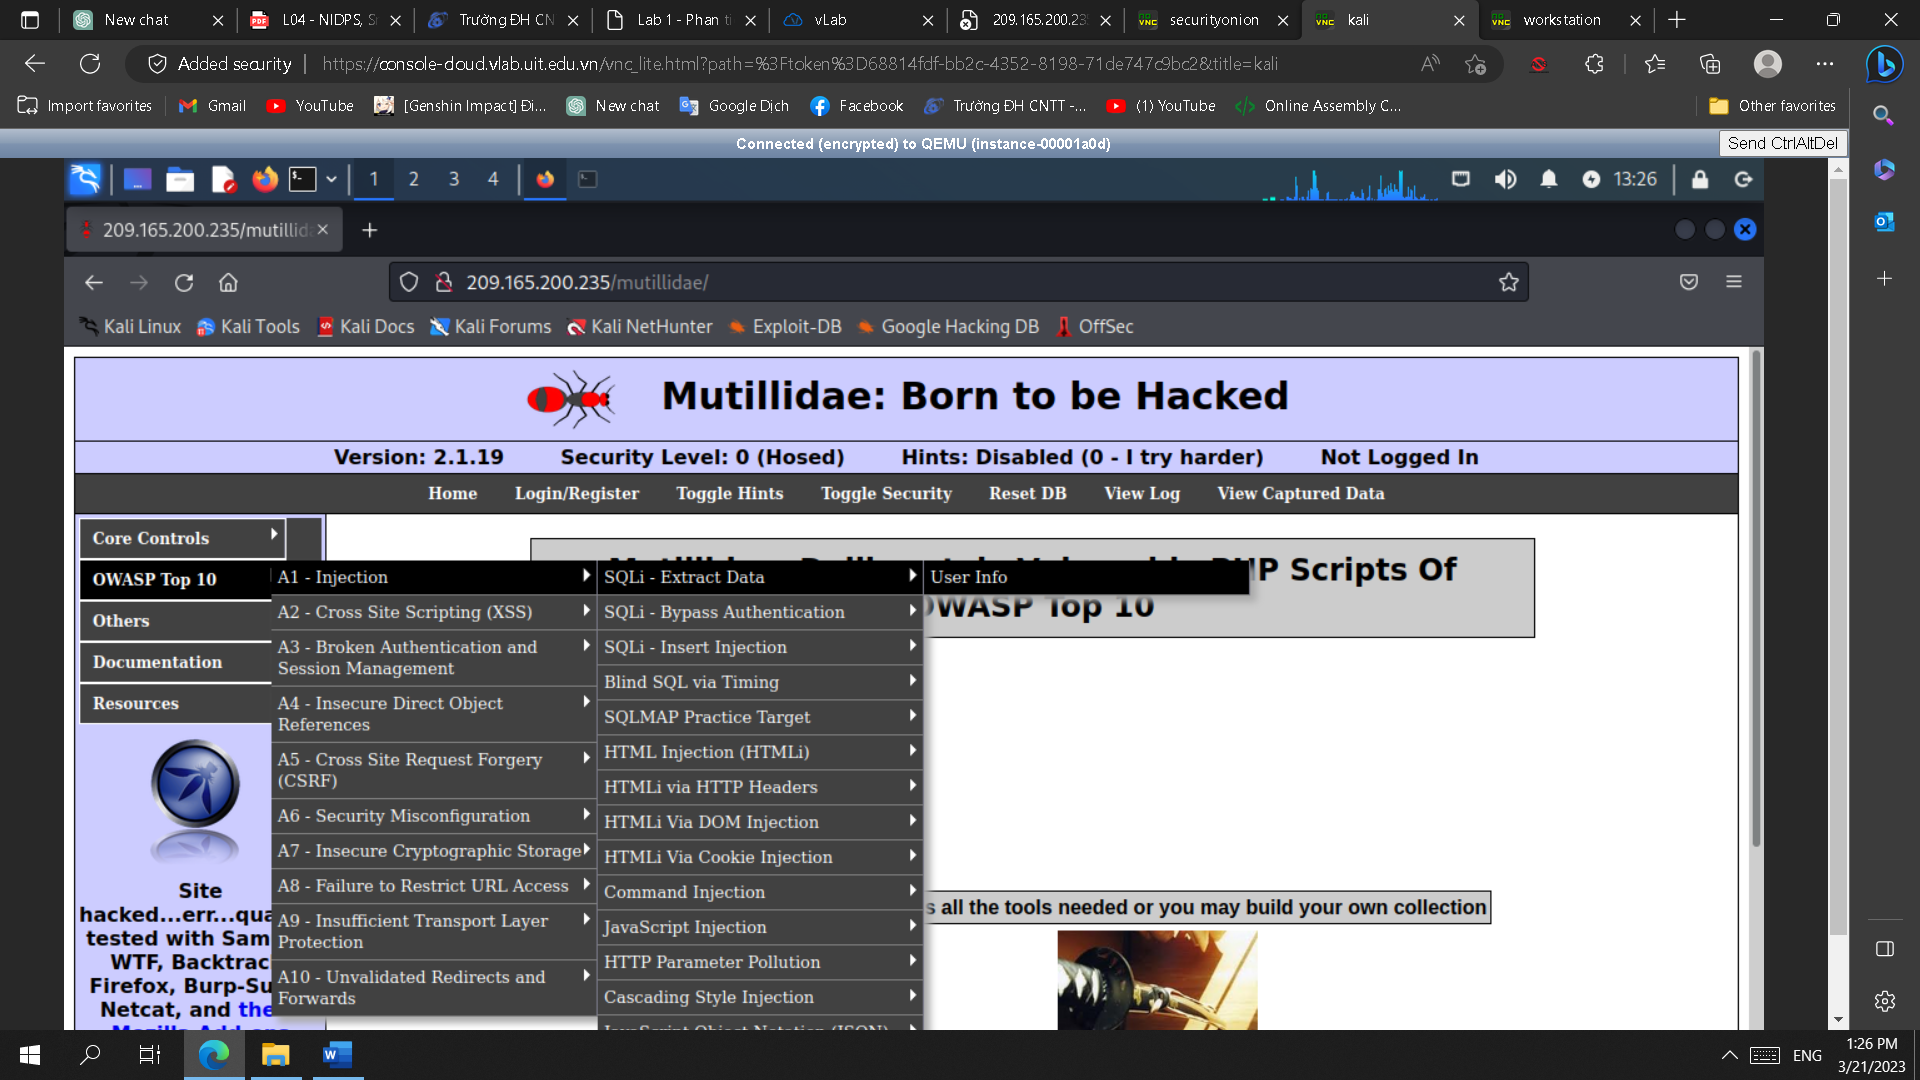 New chat
L04 - NIDPS, Sn
Trường ĐH CN
Lab 1 - Phan ti
vLab
209.165.200.23
securityonion
kali
workstation
Added security
https://console-cloud.vlab.uit.edu.vn/vnc_lite.html?path=%3Ftoken%3D68814fdf-bb2c-4352-8198-71de747c9bc2&title=kali
Import favorites
Gmail
YouTube
[Genshin Impact] Đi...
New chat
Google Dịch
Facebook
Trường ĐH CNTT -...
(1) YouTube
Online Assembly C...
Other favorites
Connected (encrypted) to QEMU (instance-00001a0d)
Send CtrlAltDel
1 2 3 4
13:26
209.165.200.235/mutillid
209.165.200.235/mutillidae/
Kali Linux
Kali Tools
Kali Docs
Kali Forums
Kali NetHunter
Exploit-DB
Google Hacking DB
OffSec
Mutillidae: Born to be Hacked
Version: 2.1.19 Security Level: 0 (Hosed) Hints: Disabled (0 - I try harder) Not Logged In
Home Login/Register Toggle Hints Toggle Security Reset DB View Log View Captured Data
Core Controls
OWASP Top 10
Others
Documentation
Resources
A1 - Injection
A2 - Cross Site Scripting (XSS)
A3 - Broken Authentication and
Session Management
A4 - Insecure Direct Object
References
A5 - Cross Site Request Forgery
(CSRF)
A6 - Security Misconfiguration
A7 - Insecure Cryptographic Storage
A8 - Failure to Restrict URL Access
A9 - Insufficient Transport Layer
Protection
A10 - Unvalidated Redirects and
Forwards
SQLi - Extract Data
SQLi - Bypass Authentication
SQLi - Insert Injection
Blind SQL via Timing
SQLMAP Practice Target
HTML Injection (HTMLi)
HTMLi via HTTP Headers
HTMLi Via DOM Injection
HTMLi Via Cookie Injection
Command Injection
JavaScript Injection
HTTP Parameter Pollution
Cascading Style Injection
JavaScript Object Notation (JSON)
User Info
HP Scripts Of
OWASP Top 10
s all the tools needed or you may build your own collection
Site
hacked...err...qua
tested with Sam
WTF, Backtrac
Firefox, Burp-Su
Netcat, and the
Mozilla Add-ons
ENG
1:26 PM
3/21/2023